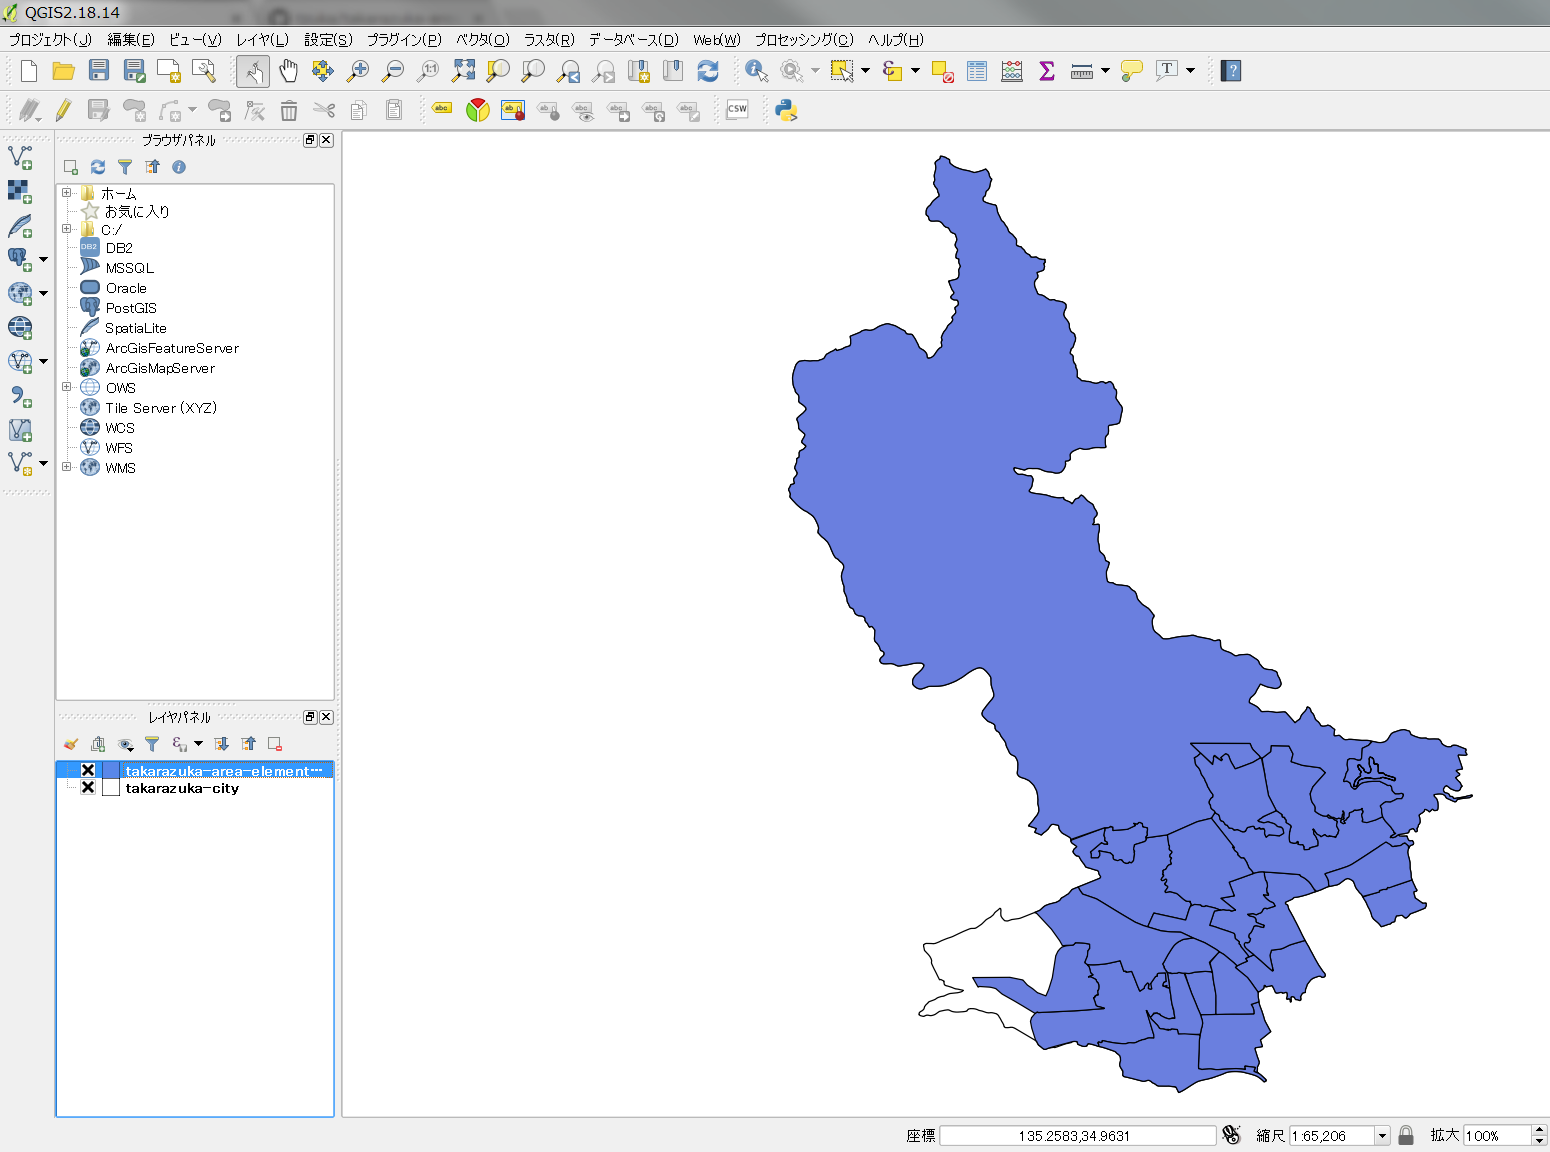 QGIS2.18.14
プロジェクト(J) 編集(E) ビュー(V) レイヤ(L) 設定(S) プラグイン(P) ベクタ(O) ラスタ(R) データベース(D) Web(W) プロセッシング(C) ヘルプ(H)
ブラウザパネル
ホーム
お気に入り
C:/
DB2
MSSQL
Oracle
PostGIS
SpatiaLite
ArcGisFeatureServer
ArcGisMapServer
OWS
Tile Server (XYZ)
WCS
WFS
WMS
レイヤパネル
takarazuka-area-element…
takarazuka-city
座標 135.2583,34.9631 縮尺 1:65,206 拡大 100%